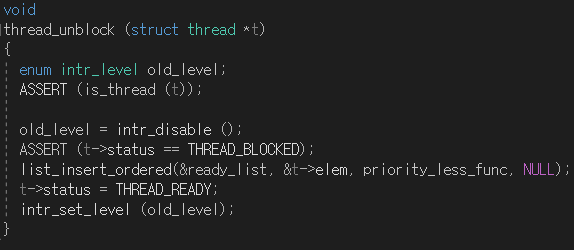 void
thread_unblock (struct thread *t)
{
enum intr_level old_level;
ASSERT (is_thread (t));
old_level = intr_disable ();
ASSERT (t->status == THREAD_BLOCKED);
list_insert_ordered(&ready_list, &t->elem, priority_less_func, NULL);
t->status = THREAD_READY;
intr_set_level (old_level);
}